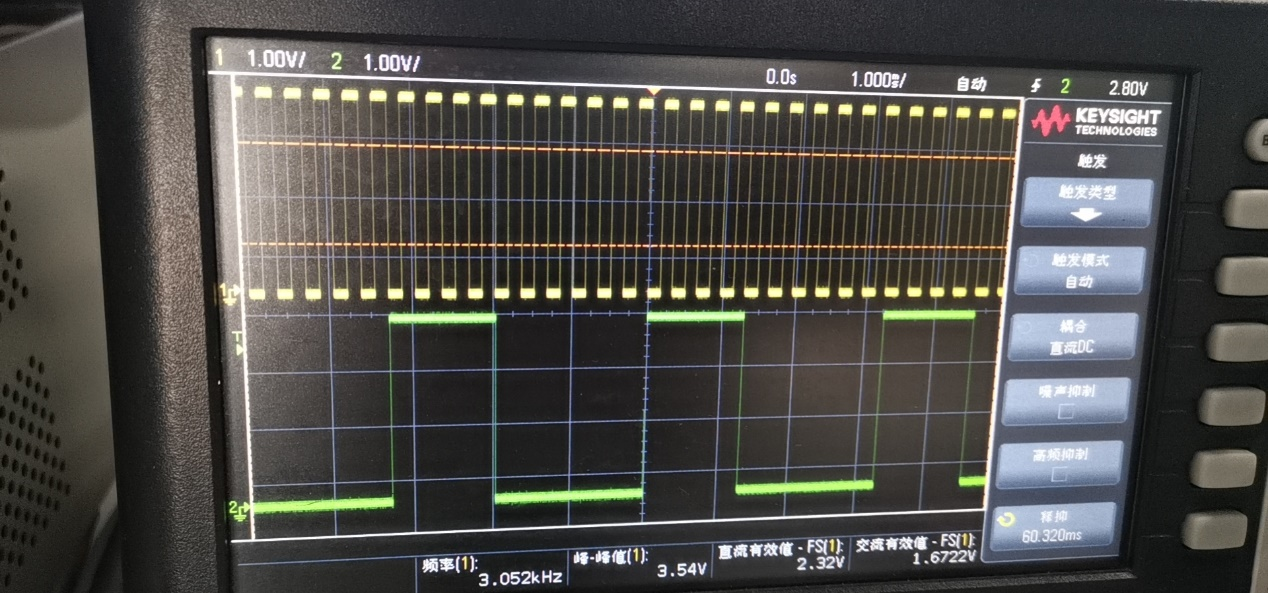 1 1.00V/ 2 1.00V/ 0.0s 1.000ms/ 自动 2 2.80V
KEYSIGHT
TECHNOLOGIES
触发
触发类型
触发模式
自动
耦合
直流DC
噪声抑制
高频抑制
释抑
60.320ms
1
T
2
频率(1):
3.052kHz
峰-峰值(1):
3.54V
直流有效值 - FS(1):
2.32V
交流有效值 - FS(1):
1.6722V